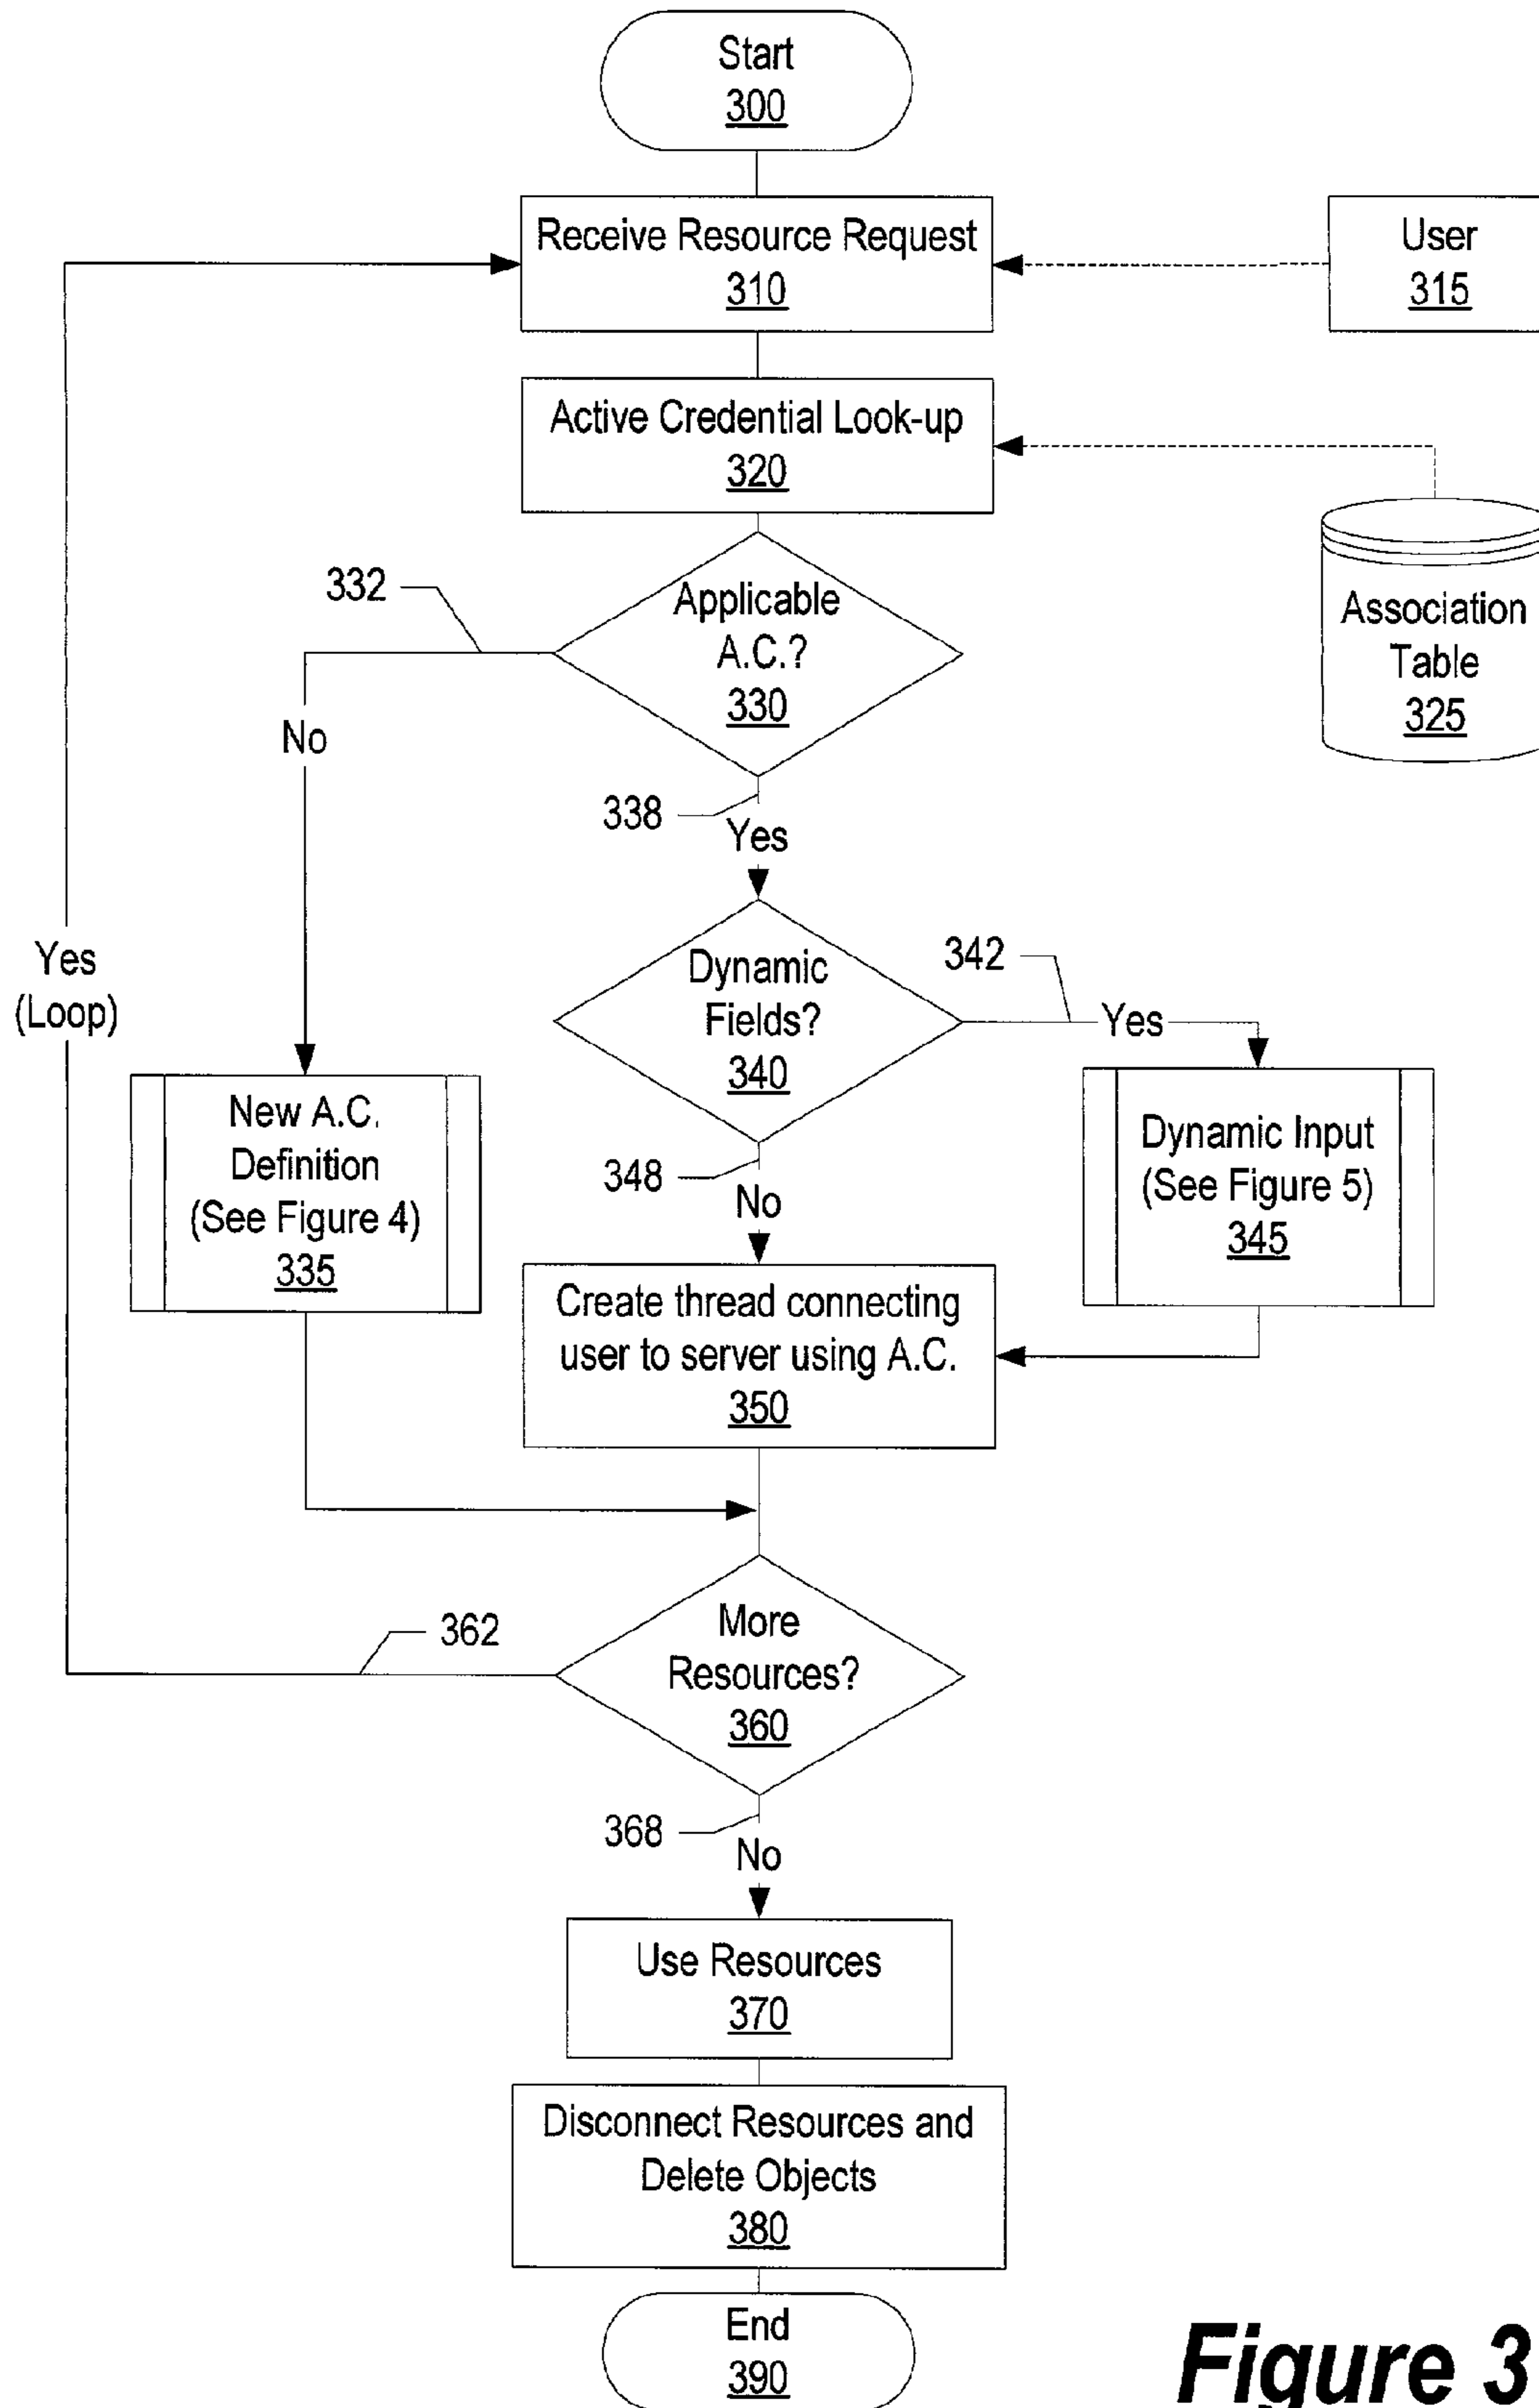 Start
300
Receive Resource Request
310
User
315
Active Credential Look-up
320
Association
Table
325
332
Applicable
A.C.?
330
No
338
Yes
Yes
(Loop)
Dynamic
Fields?
340
342
Yes
New A.C.
Definition
(See Figure 4)
335
348
No
Dynamic Input
(See Figure 5)
345
Create thread connecting
user to server using A.C.
350
More
Resources?
360
362
368
No
Use Resources
370
Disconnect Resources and
Delete Objects
380
End
390
Figure 3